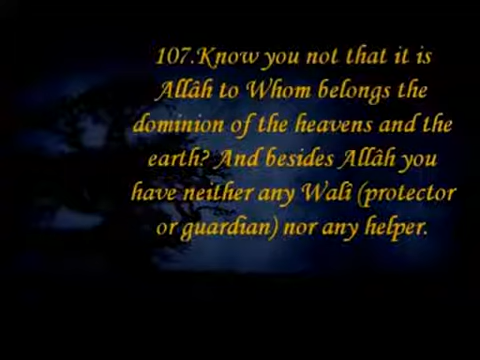 107.Know you not that it is
Allâh to Whom belongs the
dominion of the heavens and the
earth? And besides Allâh you
have neither any Walî (protector
or guardian) nor any helper.